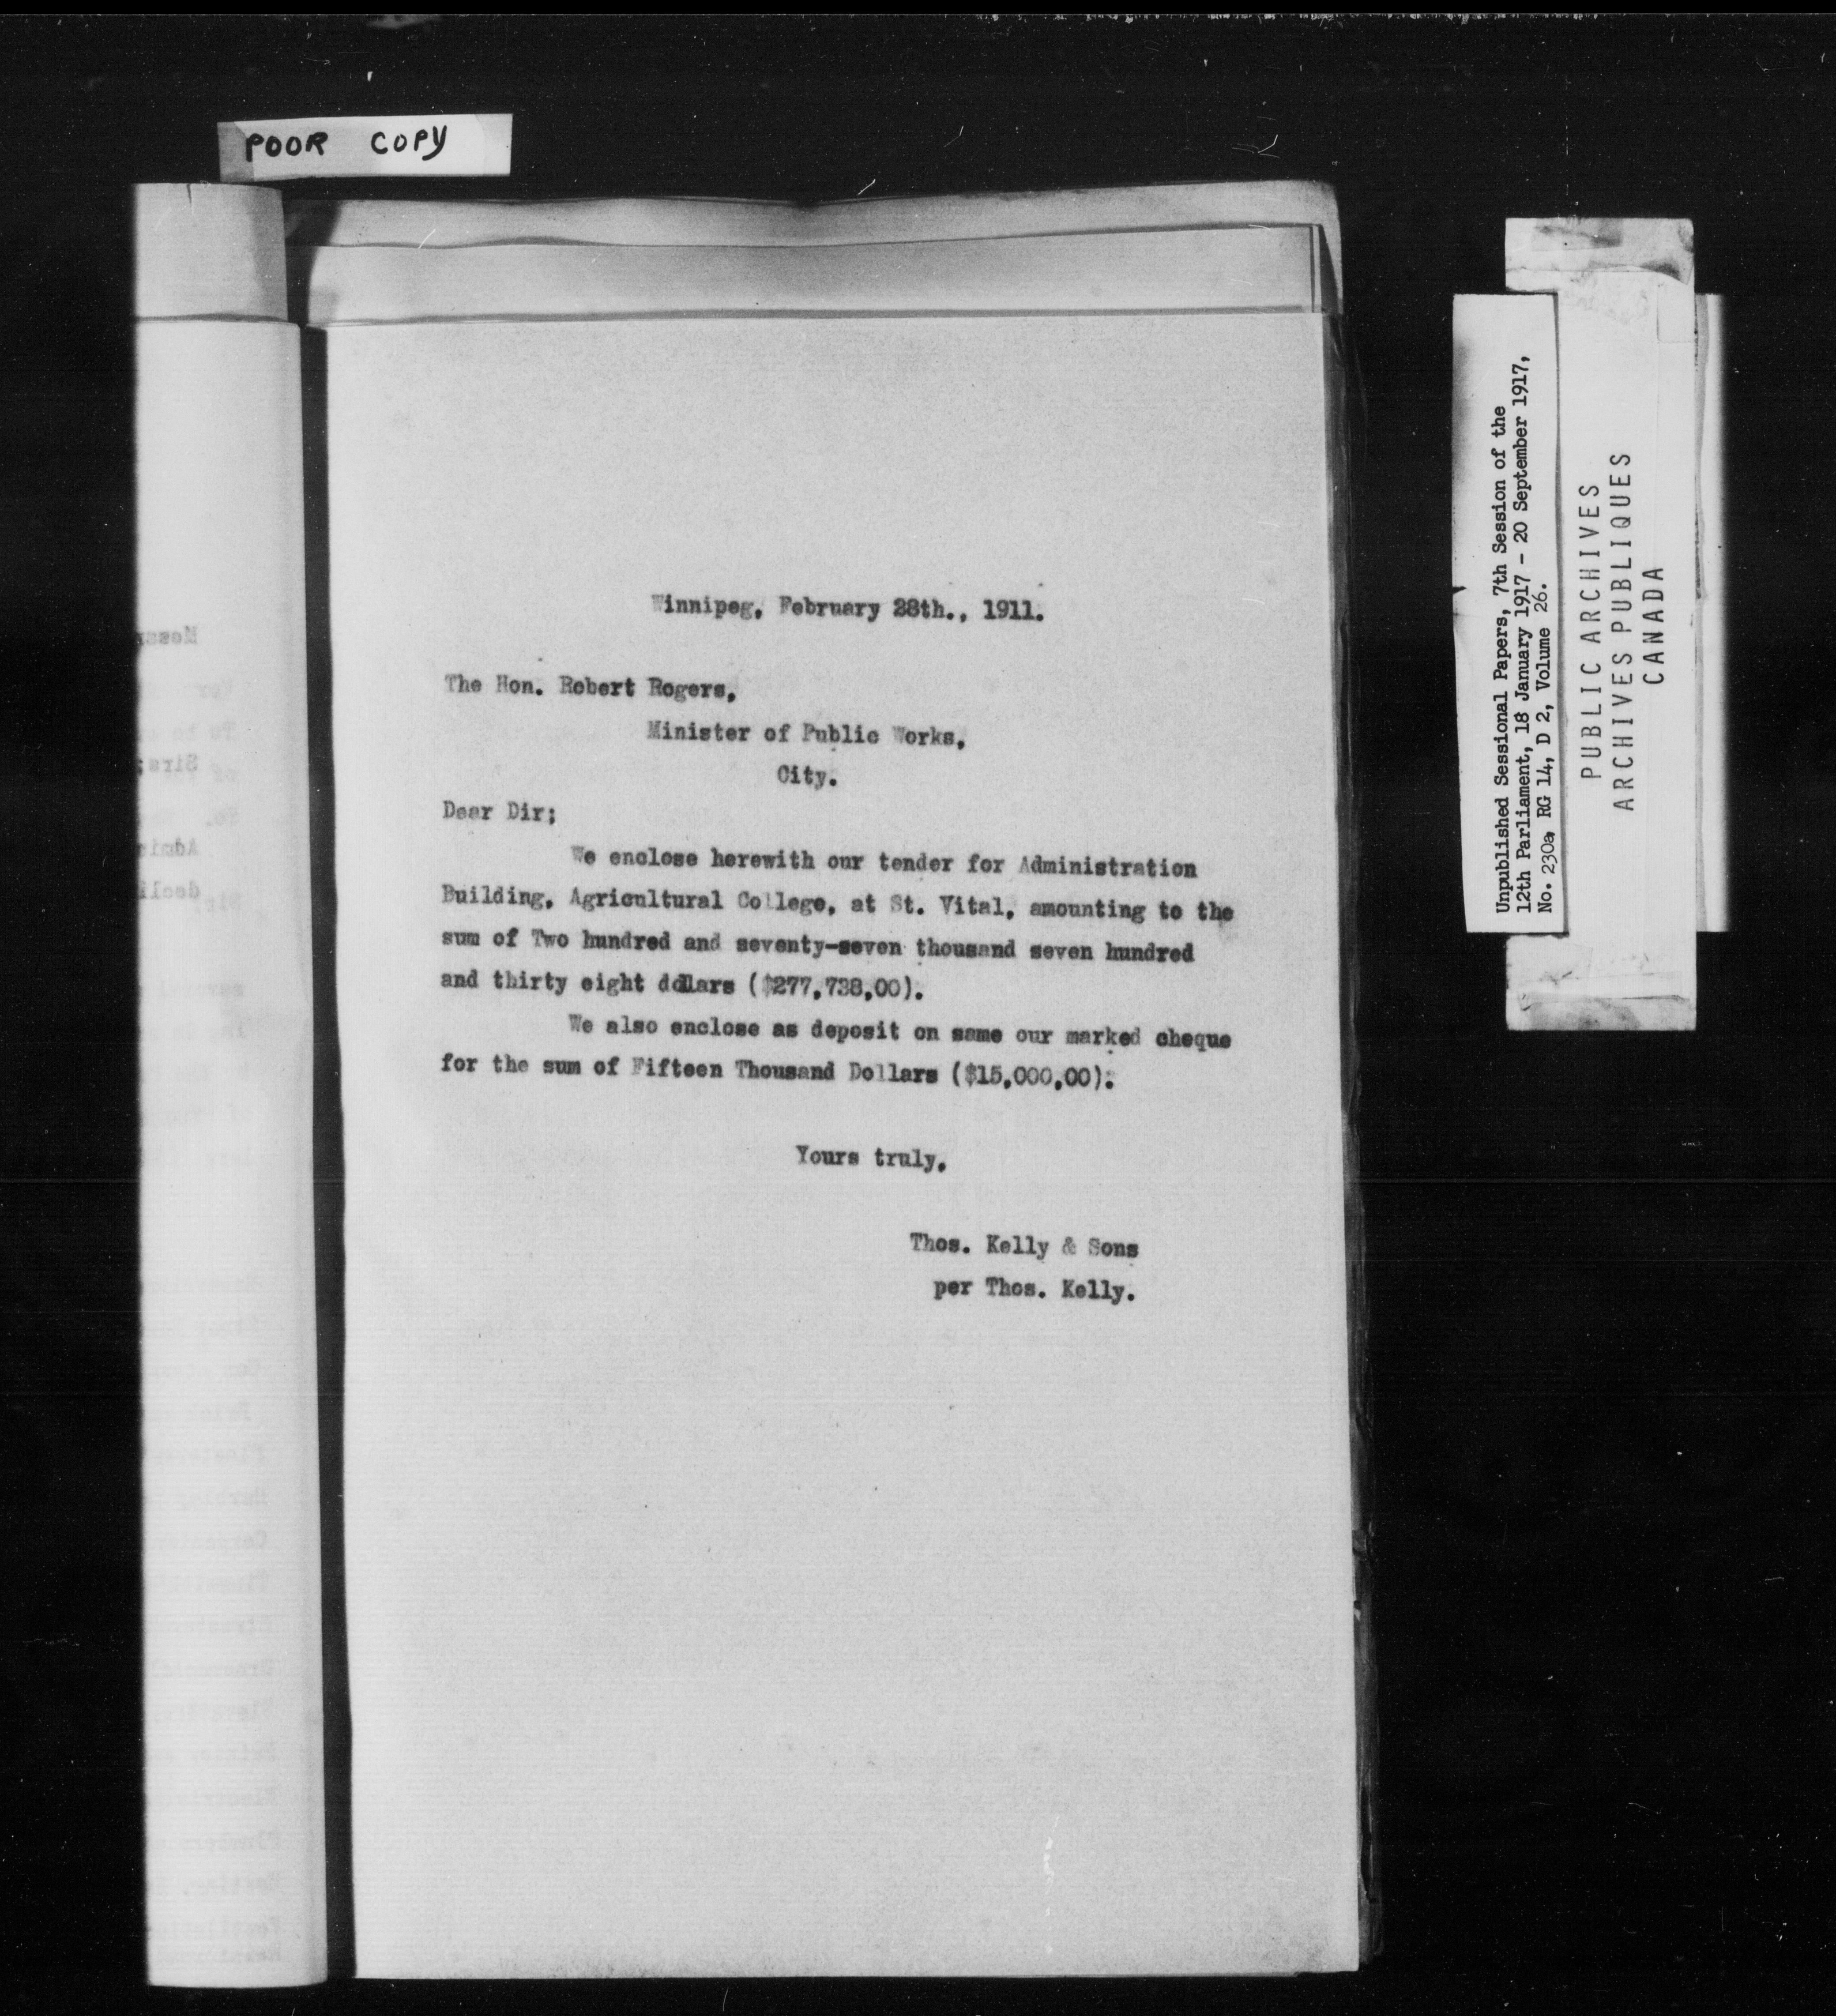 POOR COPY
Winnipeg, February 28th., 1911.
The Hon. Robert Rogers,
Minister of Public Works,
City.
Dear Dir;
We enclose herewith our tender for Administration
Building, Agricultural College, at St. Vital, amounting to the
sum of Two hundred and seventy-seven thousand seven hundred
and thirty eight dollars ($277,738,00).
We also enclose as deposit on same our marked cheque
for the sum of Fifteen Thousand Dollars ($15,000,00).
Yours truly,
Thos. Kelly & Sons
per Thos. Kelly.
Unpublished Sessional Papers, 7th Session of the
12th Parliament, 18 January 1917 - 20 September 1917,
No. 230a, RG 14, D 2, Volume 26.
PUBLIC ARCHIVES
ARCHIVES PUBLIQUES
CANADA